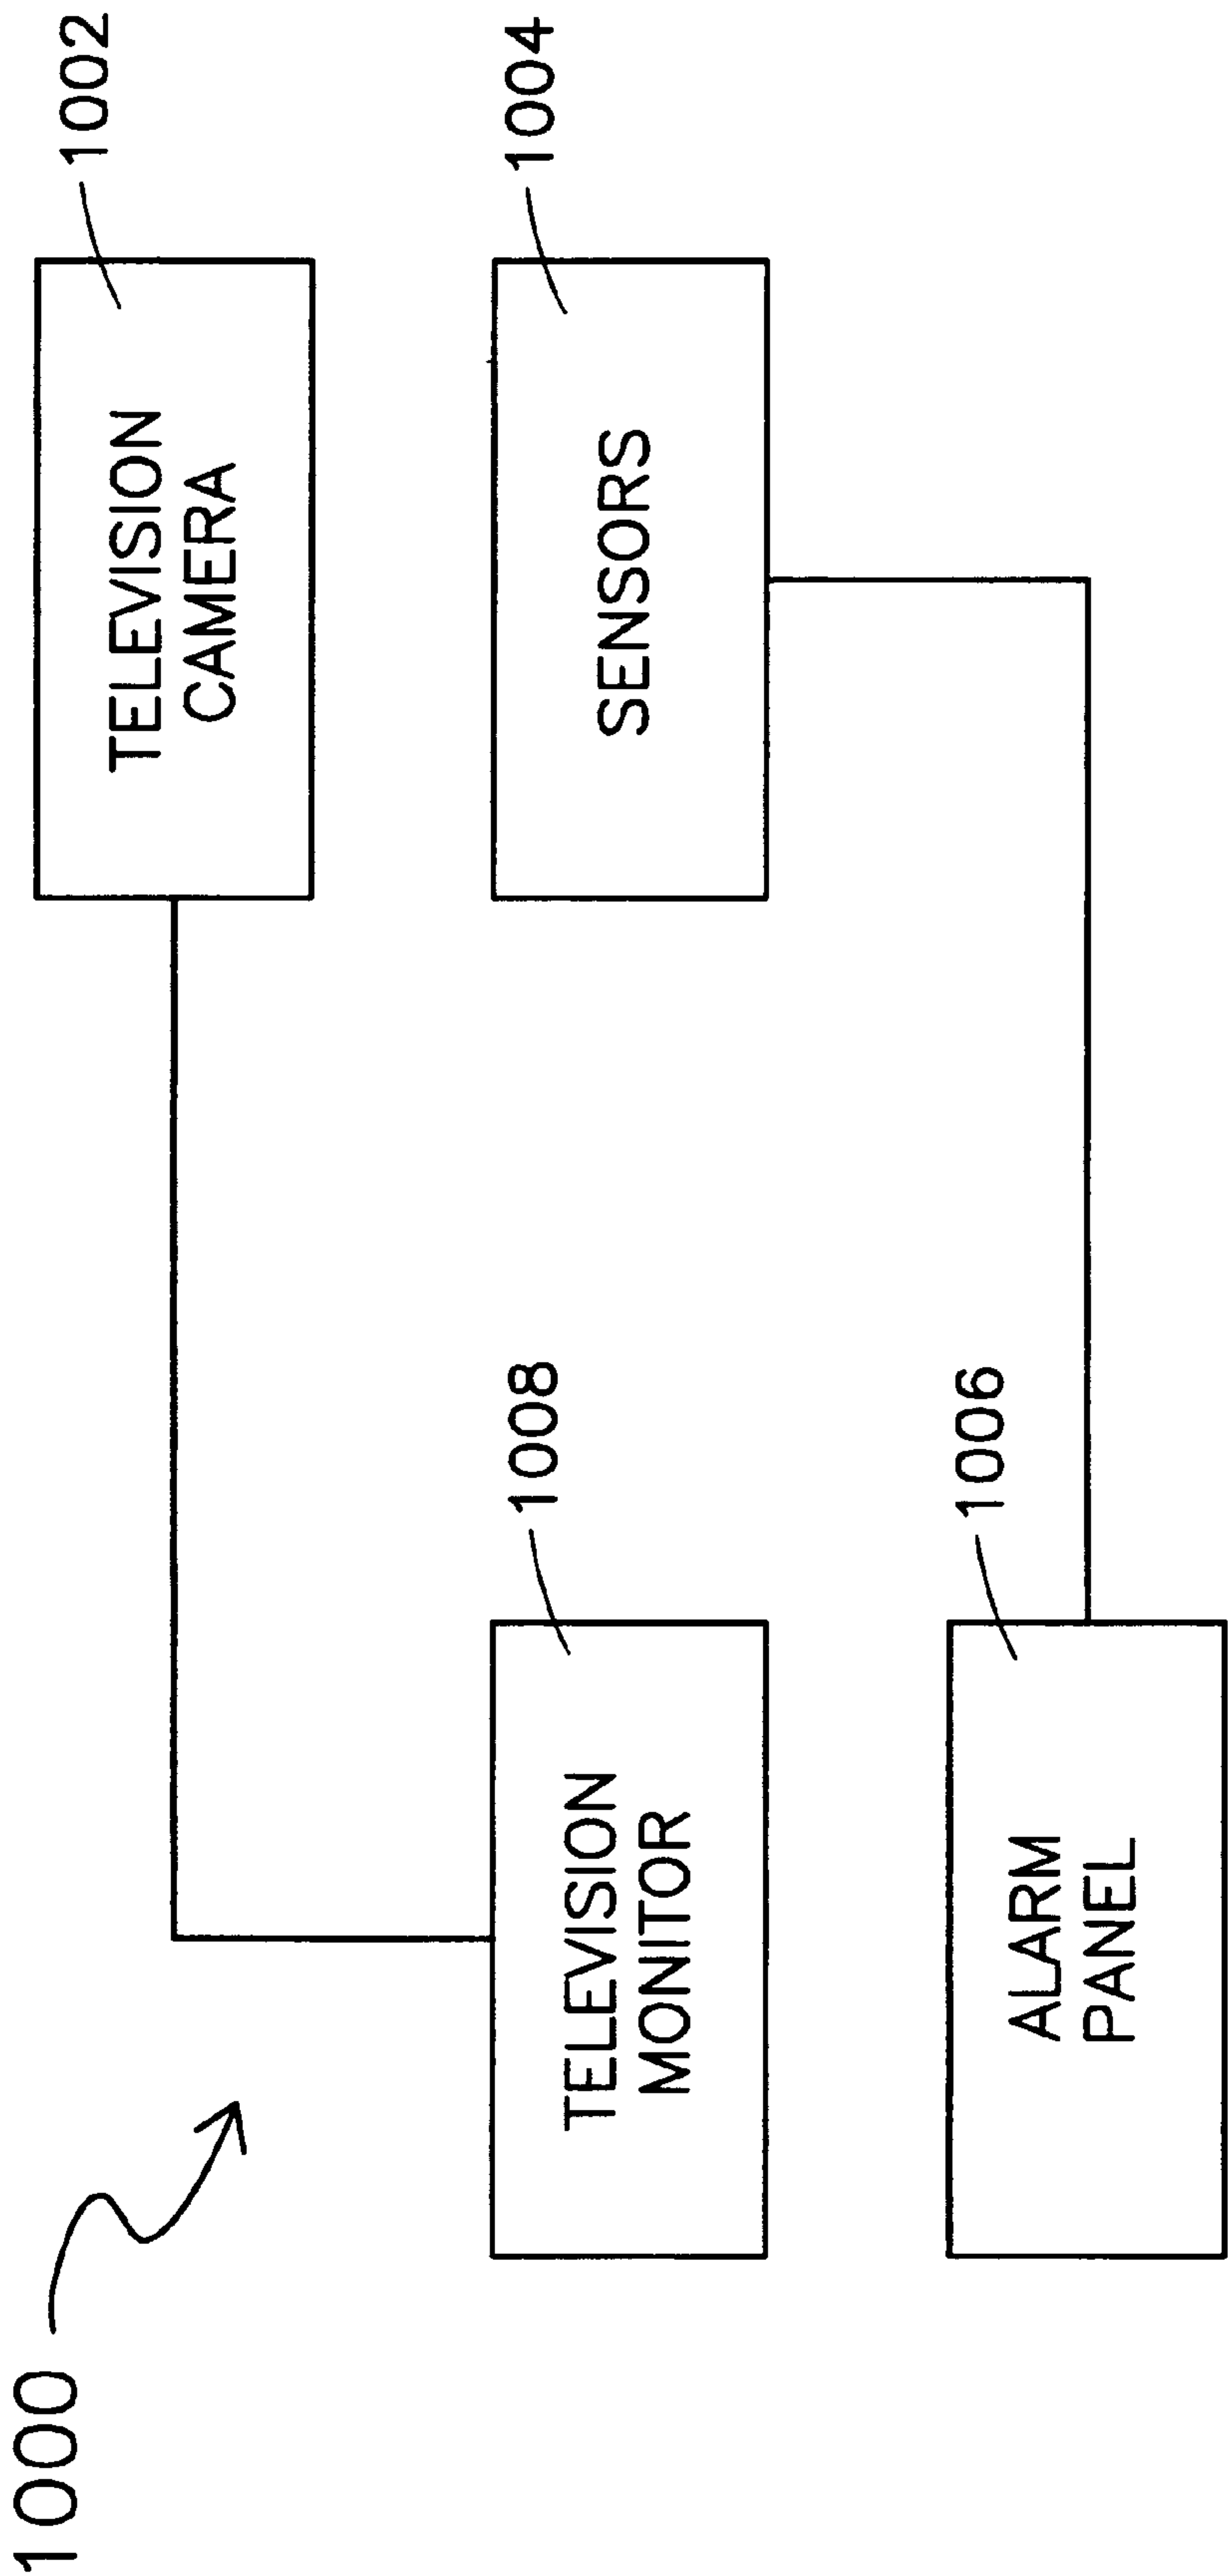 1000
1002
TELEVISION
CAMERA
1008
1004
TELEVISION
MONITOR
SENSORS
1006
ALARM
PANEL